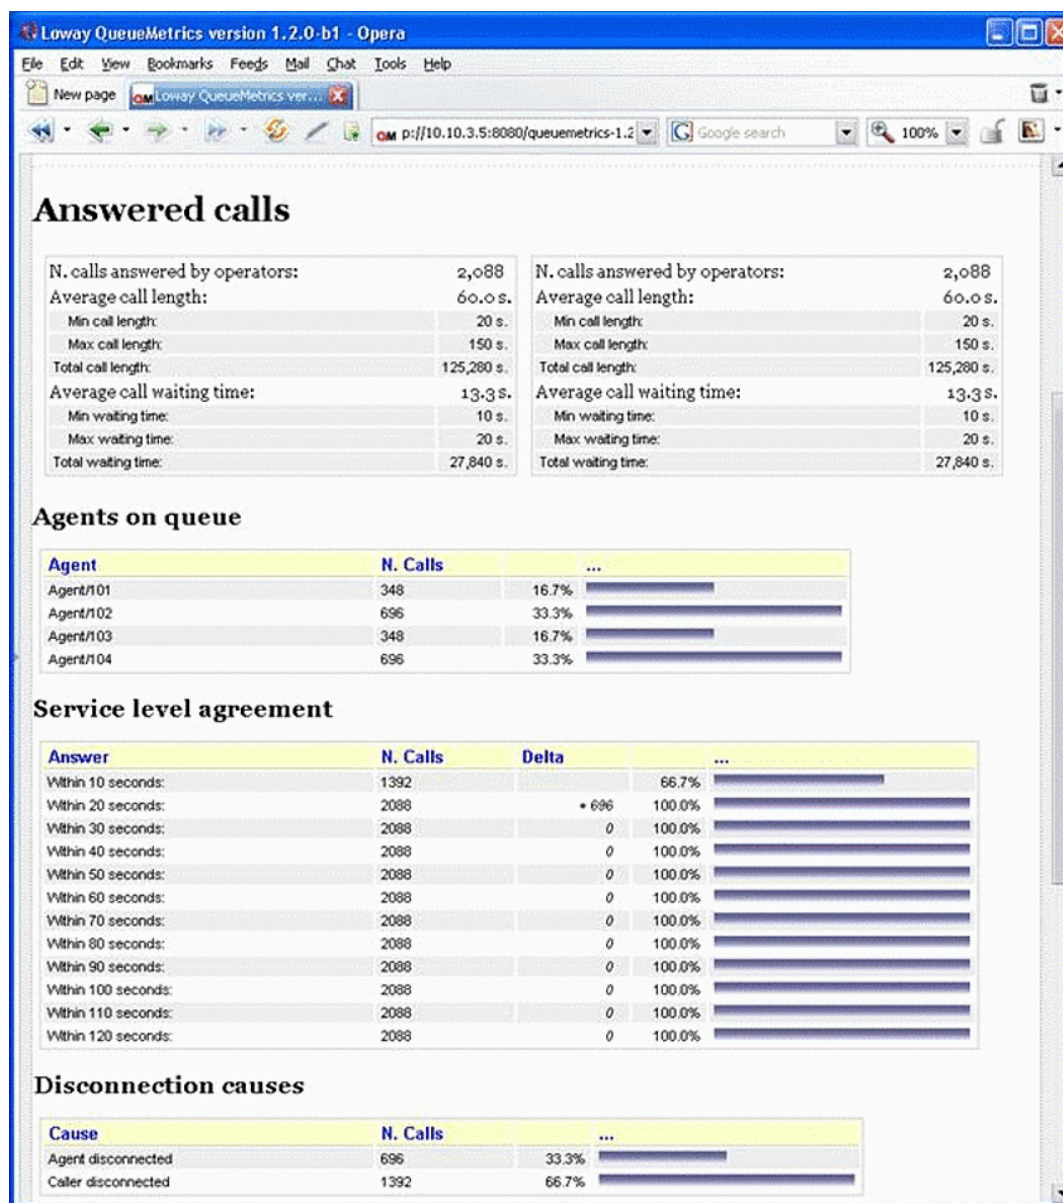 Loway QueueMetrics version 1.2.0-b1 - Opera
File Edit View Bookmarks Feeds Mail Chat Tools Help
New page QM Loway QueueMetrics ver...
QM p://10.10.3.5:8080/queuemetrics-1.2 G Google search 100%
Answered calls
N. calls answered by operators: 2,088 N. calls answered by operators: 2,088
Average call length: 60.0 s. Average call length: 60.0 s.
Min call length: 20 s. Min call length: 20 s.
Max call length: 150 s. Max call length: 150 s.
Total call length: 125,280 s. Total call length: 125,280 s.
Average call waiting time: 13.3 s. Average call waiting time: 13.3 s.
Min waiting time: 10 s. Min waiting time: 10 s.
Max waiting time: 20 s. Max waiting time: 20 s.
Total waiting time: 27,840 s. Total waiting time: 27,840 s.
Agents on queue
Agent N. Calls ...
Agent/101 348 16.7%
Agent/102 696 33.3%
Agent/103 348 16.7%
Agent/104 696 33.3%
Service level agreement
Answer N. Calls Delta ...
Within 10 seconds: 1392 66.7%
Within 20 seconds: 2088 + 696 100.0%
Within 30 seconds: 2088 0 100.0%
Within 40 seconds: 2088 0 100.0%
Within 50 seconds: 2088 0 100.0%
Within 60 seconds: 2088 0 100.0%
Within 70 seconds: 2088 0 100.0%
Within 80 seconds: 2088 0 100.0%
Within 90 seconds: 2088 0 100.0%
Within 100 seconds: 2088 0 100.0%
Within 110 seconds: 2088 0 100.0%
Within 120 seconds: 2088 0 100.0%
Disconnection causes
Cause N. Calls ...
Agent disconnected 696 33.3%
Caller disconnected 1392 66.7%